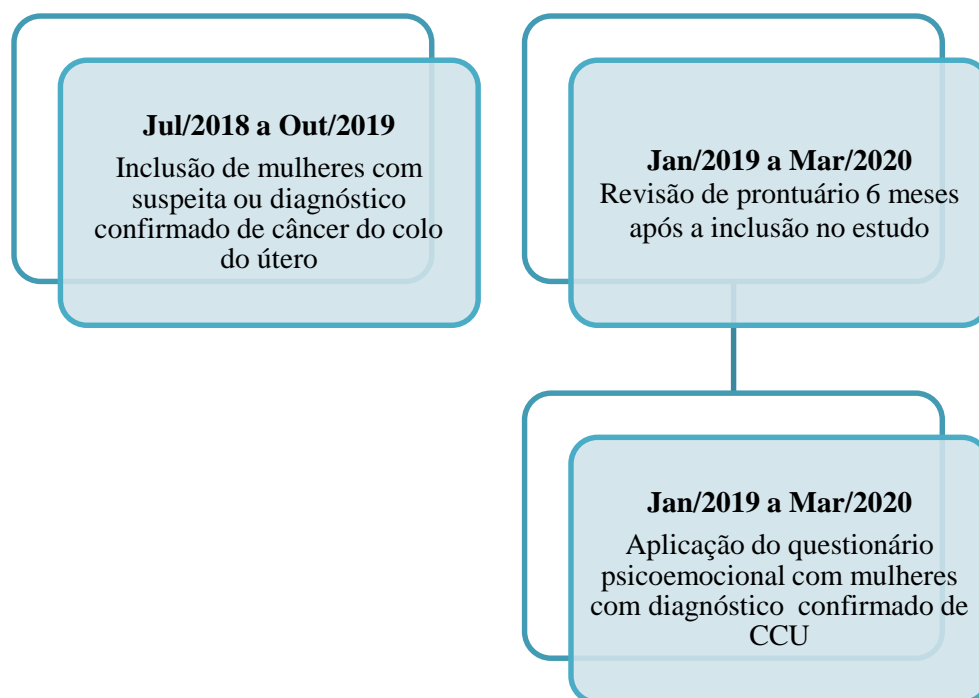 Jul/2018 a Out/2019
Inclusão de mulheres com
suspeita ou diagnóstico
confirmado de câncer do colo
do útero
Jan/2019 a Mar/2020
Revisão de prontuário 6 meses
após a inclusão no estudo
Jan/2019 a Mar/2020
Aplicação do questionário
psicoemocional com mulheres
com diagnóstico confirmado de
CCU